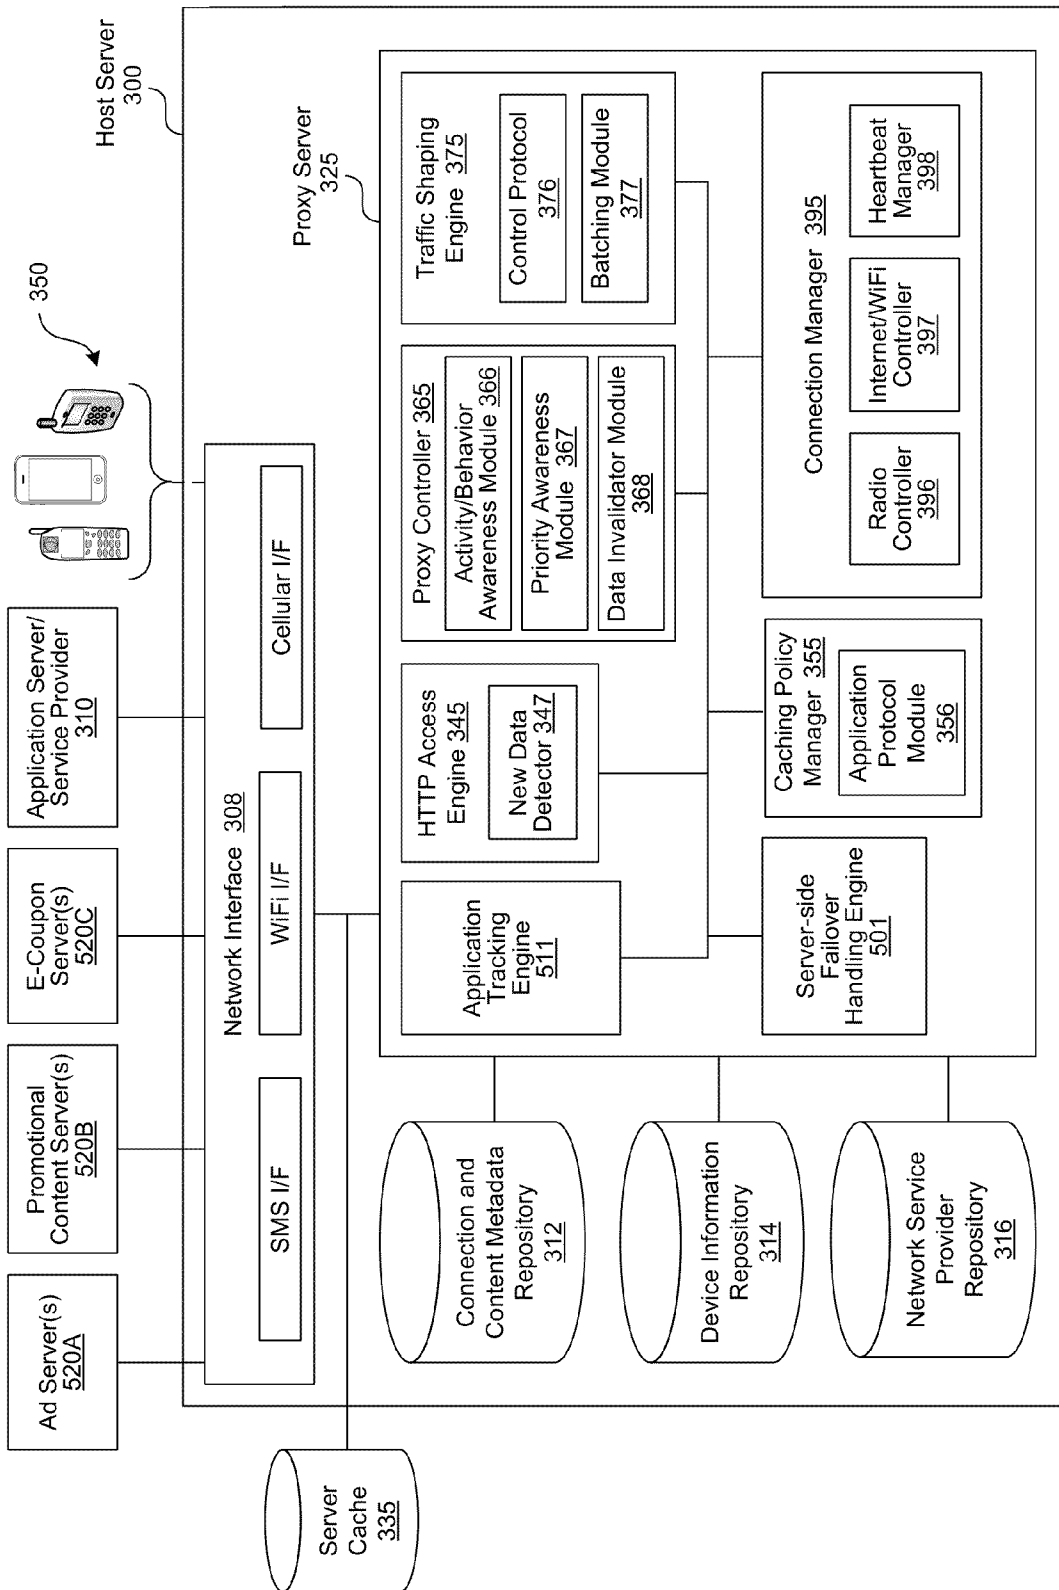 Ad Server(s)
520A
Promotional
Content Server(s)
520B
E-Coupon
Server(s)
520C
Application Server/
Service Provider
310
350
Host Server
300
Network Interface 308
SMS I/F
WiFi I/F
Cellular I/F
Server
Cache
335
Proxy Server
325
Connection and
Content Metadata
Repository
312
Device Information
Repository
314
Network Service
Provider
Repository
316
Application
Tracking
Engine
511
HTTP Access
Engine 345
New Data
Detector 347
Proxy Controller 365
Activity/Behavior
Awareness Module 366
Priority Awareness
Module 367
Data Invalidator Module
368
Traffic Shaping
Engine 375
Control Protocol
376
Batching Module
377
Server-side
Failover
Handling Engine
501
Caching Policy
Manager 355
Application
Protocol
Module
356
Connection Manager 395
Radio
Controller
396
Internet/WiFi
Controller
397
Heartbeat
Manager
398